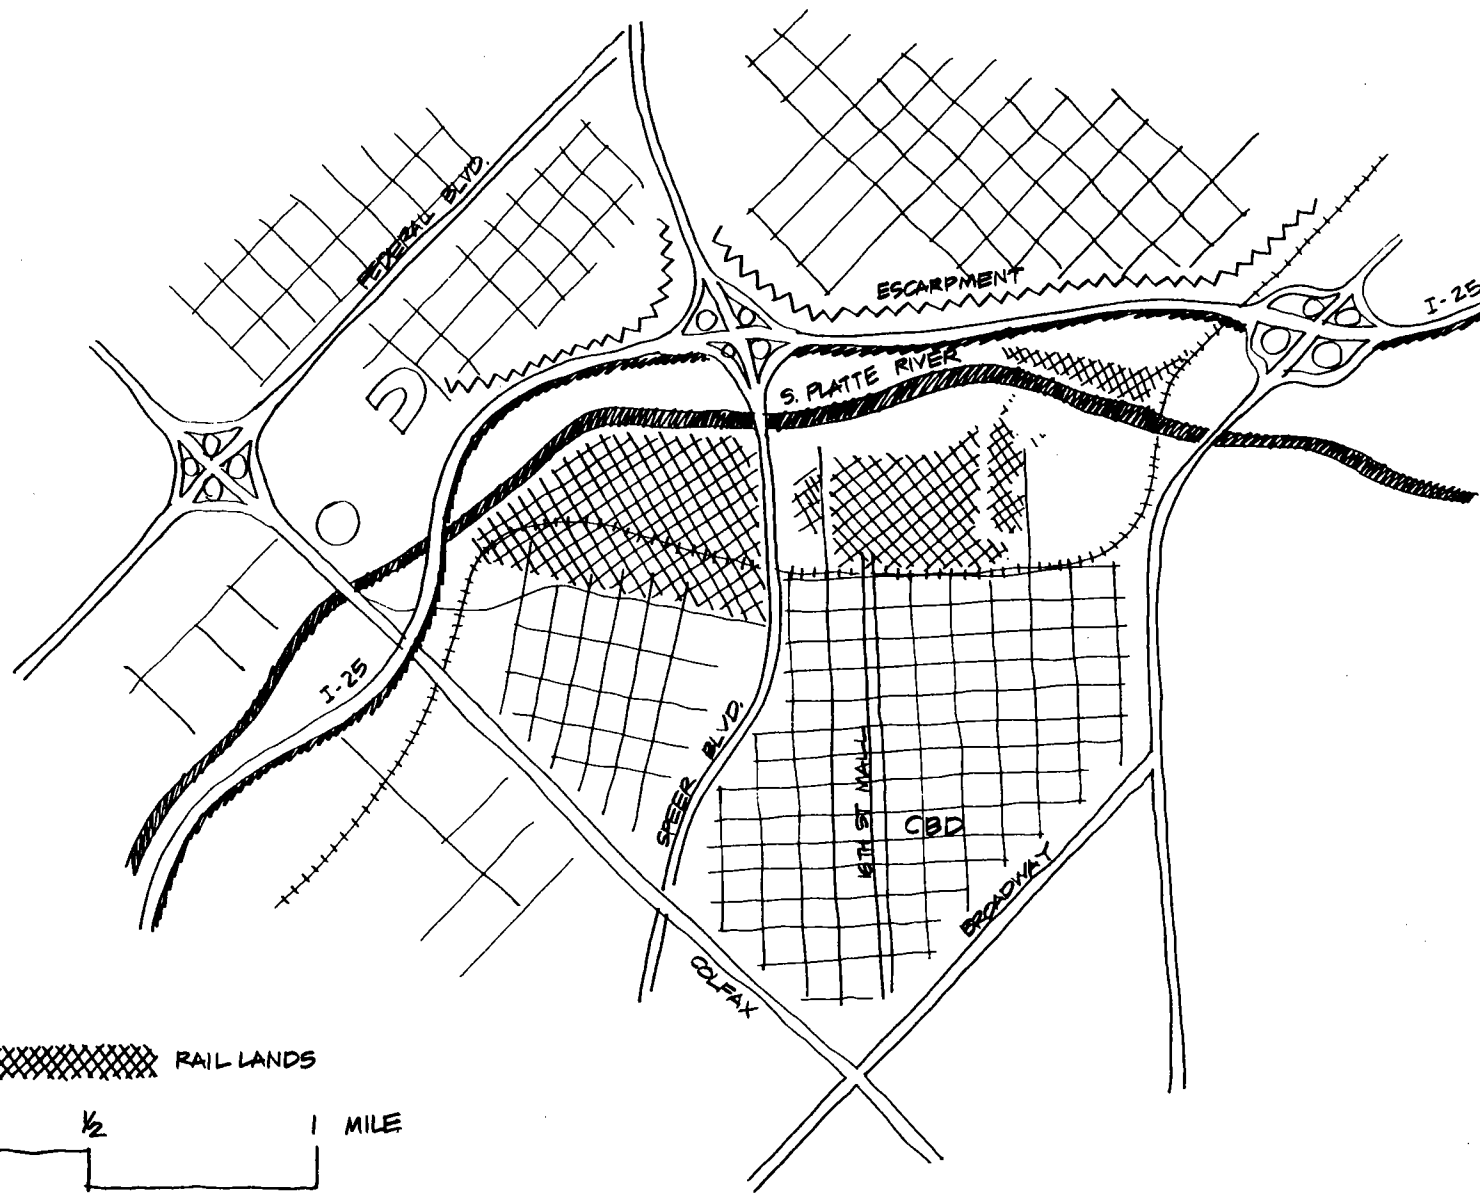 FEDERAL BLVD.
ESCARPMENT
I-25
S. PLATTE RIVER
I-25
SPEER BLVD.
16TH ST MALL
CBD
BROADWAY
COLFAX
RAIL LANDS
½ 1 MILE